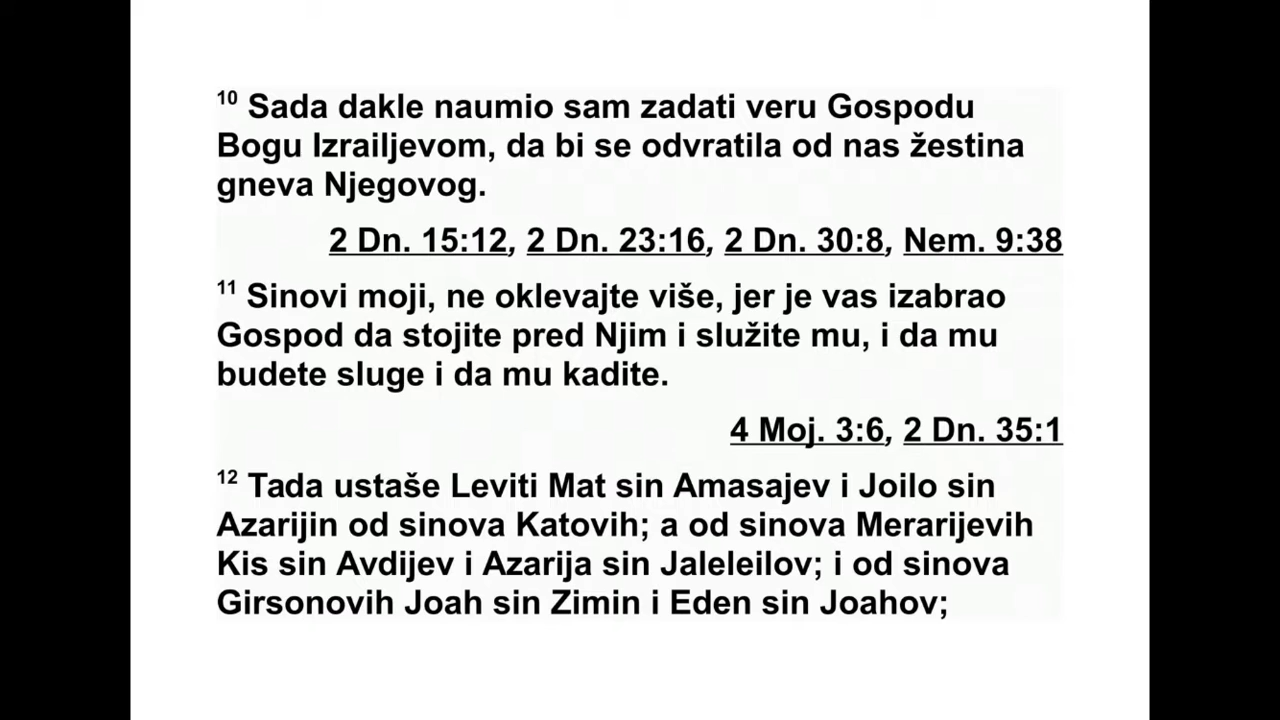 10 Sada dakle naumio sam zadati veru Gospodu
Bogu Izrailjevom, da bi se odvratila od nas žestina
gneva Njegovog.
2 Dn. 15:12, 2 Dn. 23:16, 2 Dn. 30:8, Nem. 9:38
11 Sinovi moji, ne oklevajte više, jer je vas izabrao
Gospod da stojite pred Njim i služite mu, i da mu
budete sluge i da mu kadite.
4 Moj. 3:6, 2 Dn. 35:1
12 Tada ustaše Leviti Mat sin Amasajev i Joilo sin
Azarijin od sinova Katovih; a od sinova Merarijevih
Kis sin Avdijev i Azarija sin Jaleleilov; i od sinova
Girsonovih Joah sin Zimin i Eden sin Joahov;